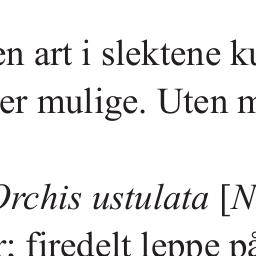 en art i slektene ku
er mulige. Uten m
Orchis ustulata [N
r; firedelt leppe på